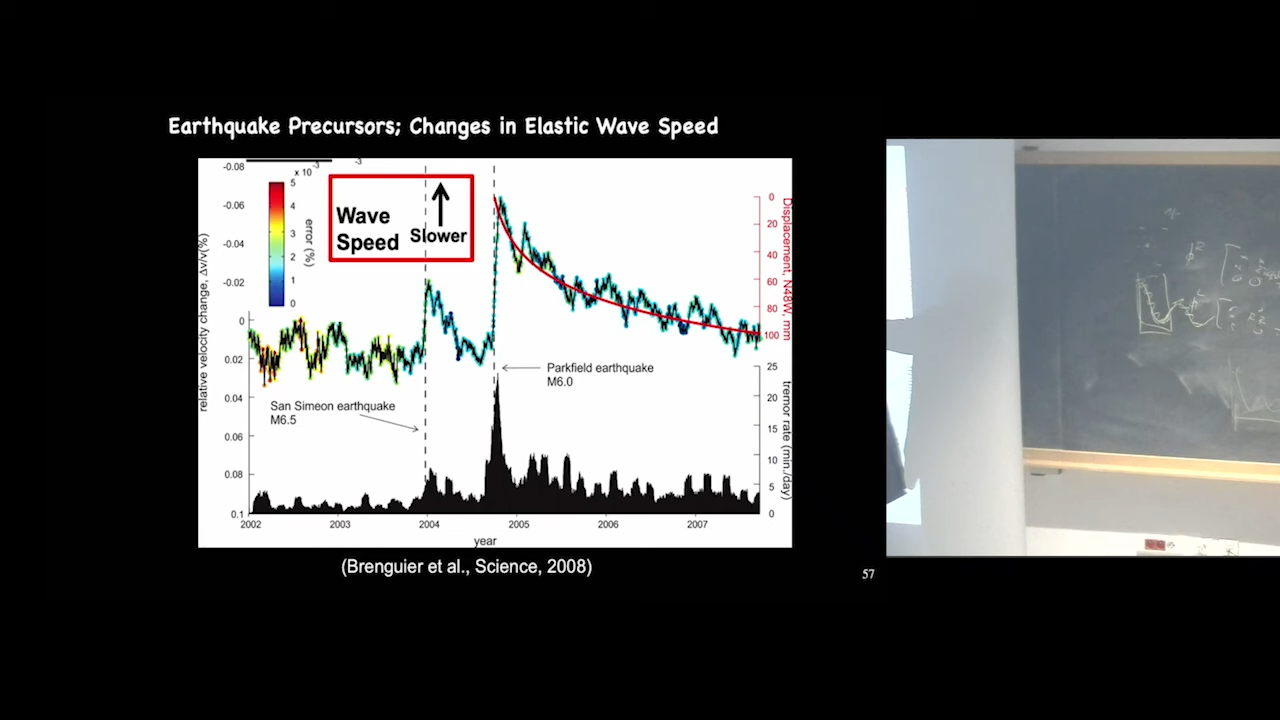 Earthquake Precursors; Changes in Elastic Wave Speed
-0.08
-0.06
-0.04
-0.02
0
0.02
0.04
0.06
0.08
0.1
relative velocity change, Δv/v(%)
x 10
-3
-3
5
4
3
2
1
0
error (%)
Wave
Speed
Slower
0
20
40
60
80
100
Displacement, N48W, mm
Parkfield earthquake
M6.0
San Simeon earthquake
M6.5
25
20
15
10
5
0
tremor rate (min./day)
2002
2003
2004
2005
2006
2007
year
(Brenguier et al., Science, 2008)
57